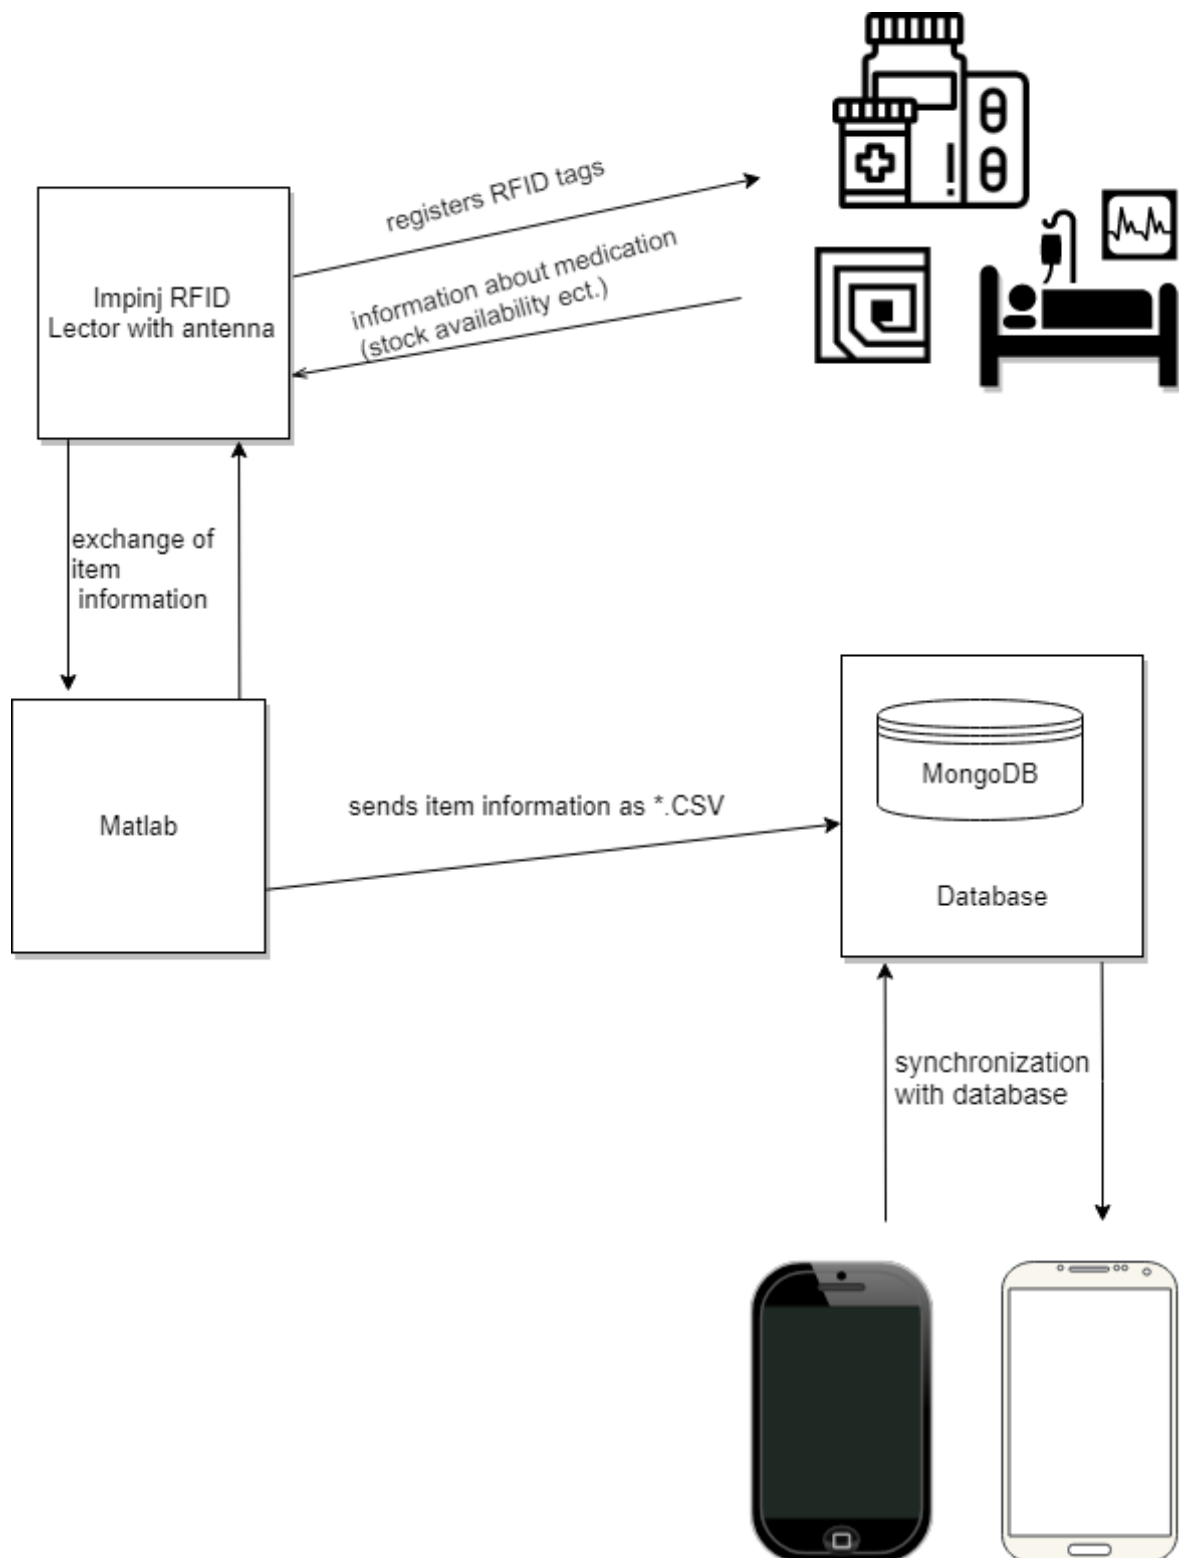 registers RFID tags
information about medication
(stock availability ect.)
Impinj RFID
Lector with antenna
exchange of
item
information
Matlab
sends item information as *.CSV
MongoDB
Database
synchronization
with database